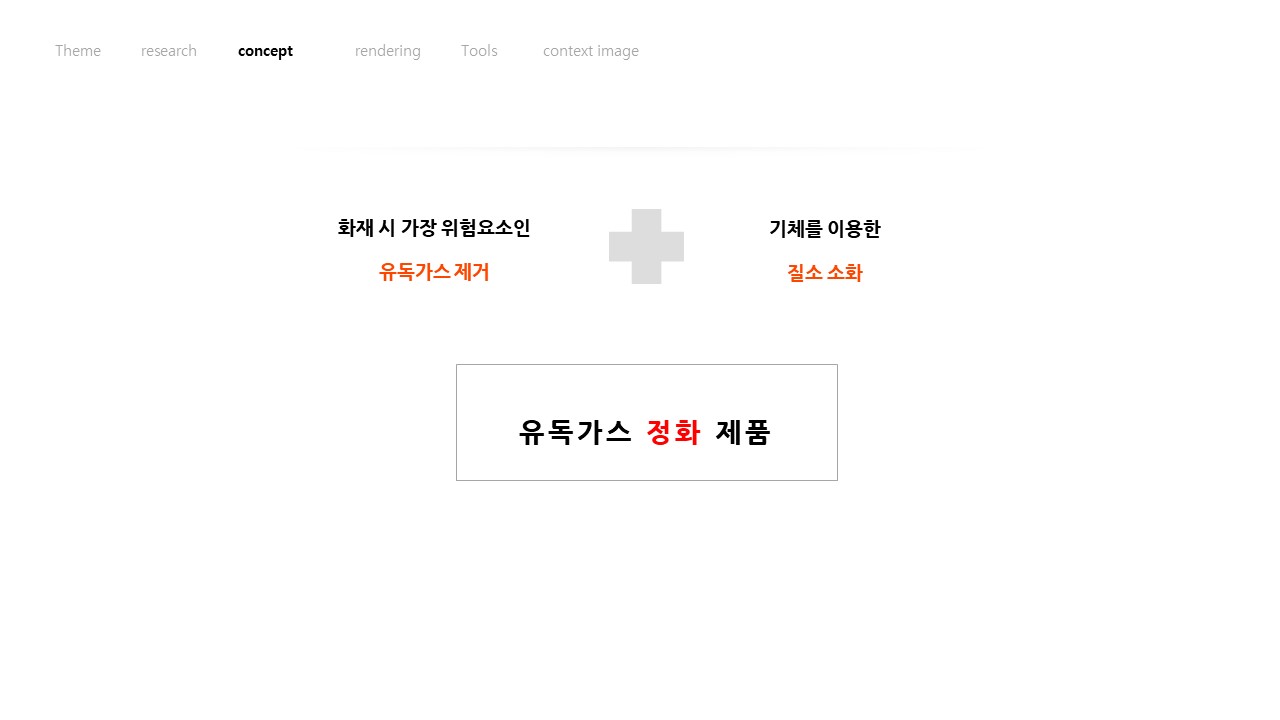 Theme research concept rendering Tools context image
화재 시 가장 위험요소인
유독가스 제거
기체를 이용한
질소 소화
유독가스 정화 제품